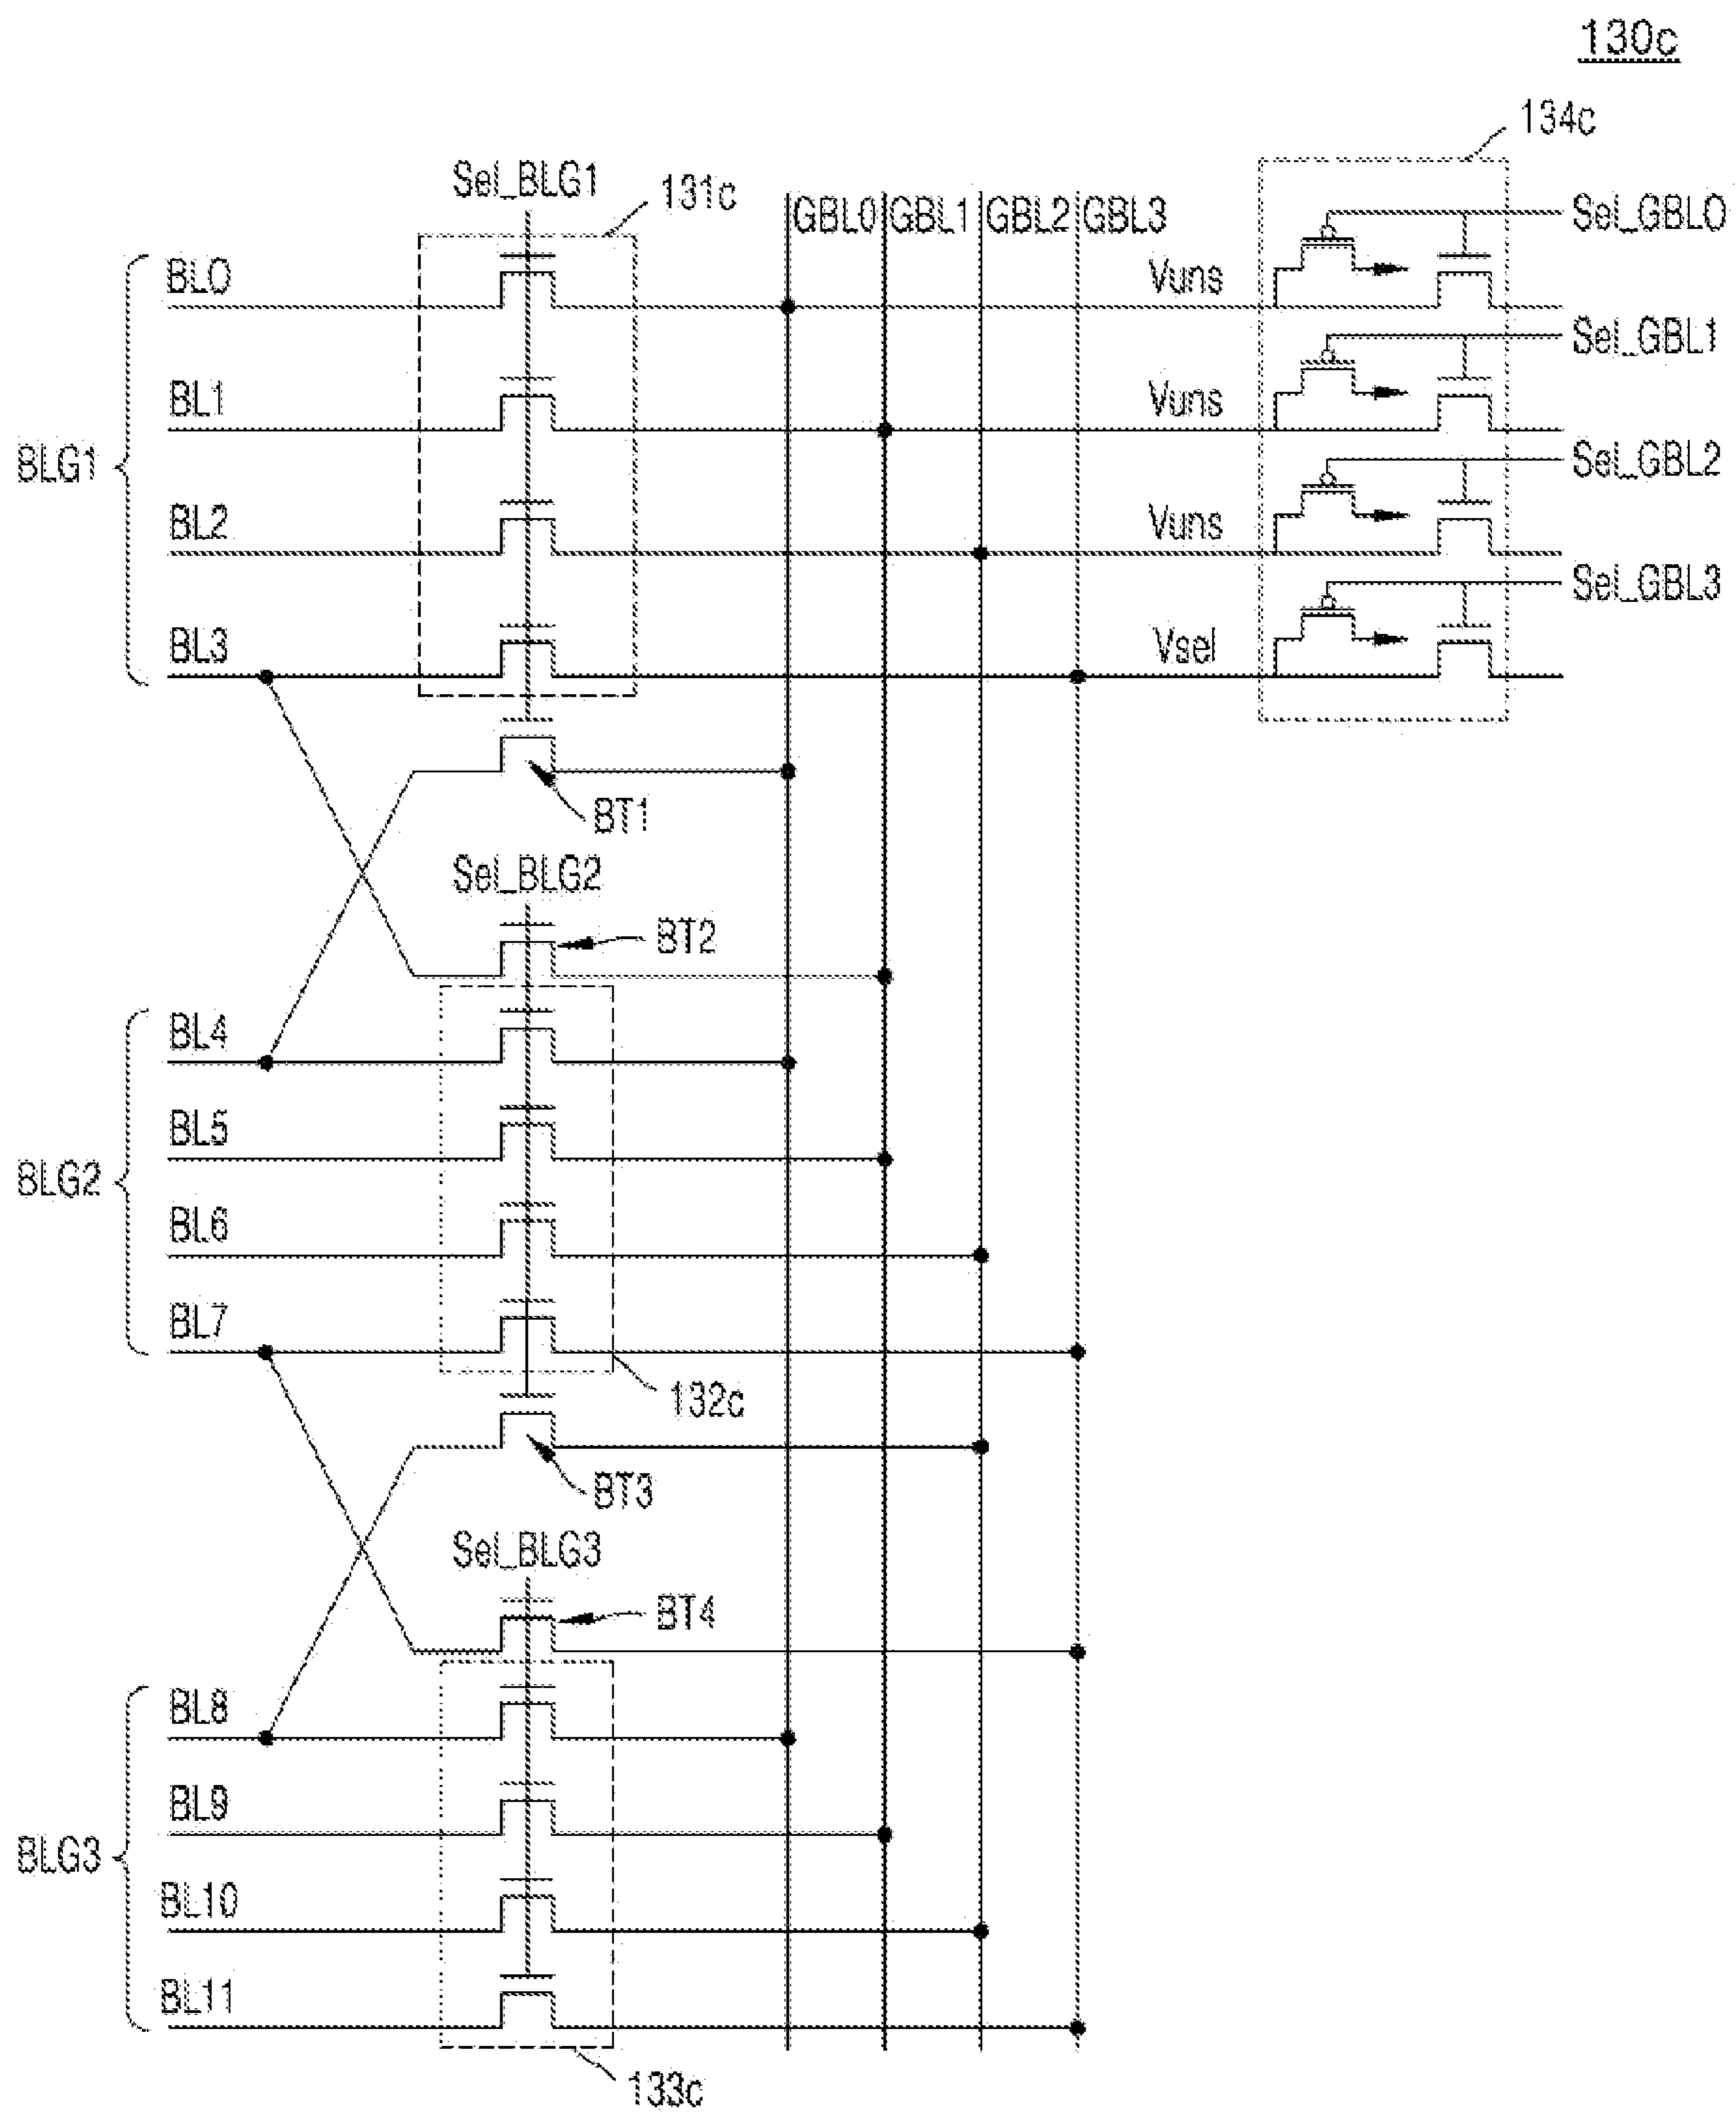 130c
134c
Sel_BLG1
131c
GBL0 GBL1 GBL2 GBL3
Sel_GBL0
BL0
Vuns
Sel_GBL1
BL1
Vuns
BLG1
Sel_GBL2
BL2
Vuns
Sel_GBL3
BL3
Vsel
BT1
Sel_BLG2
BT2
BL4
BL5
BLG2
BL6
BL7
132c
BT3
Sel_BLG3
BT4
BL8
BL9
BLG3
BL10
BL11
133c